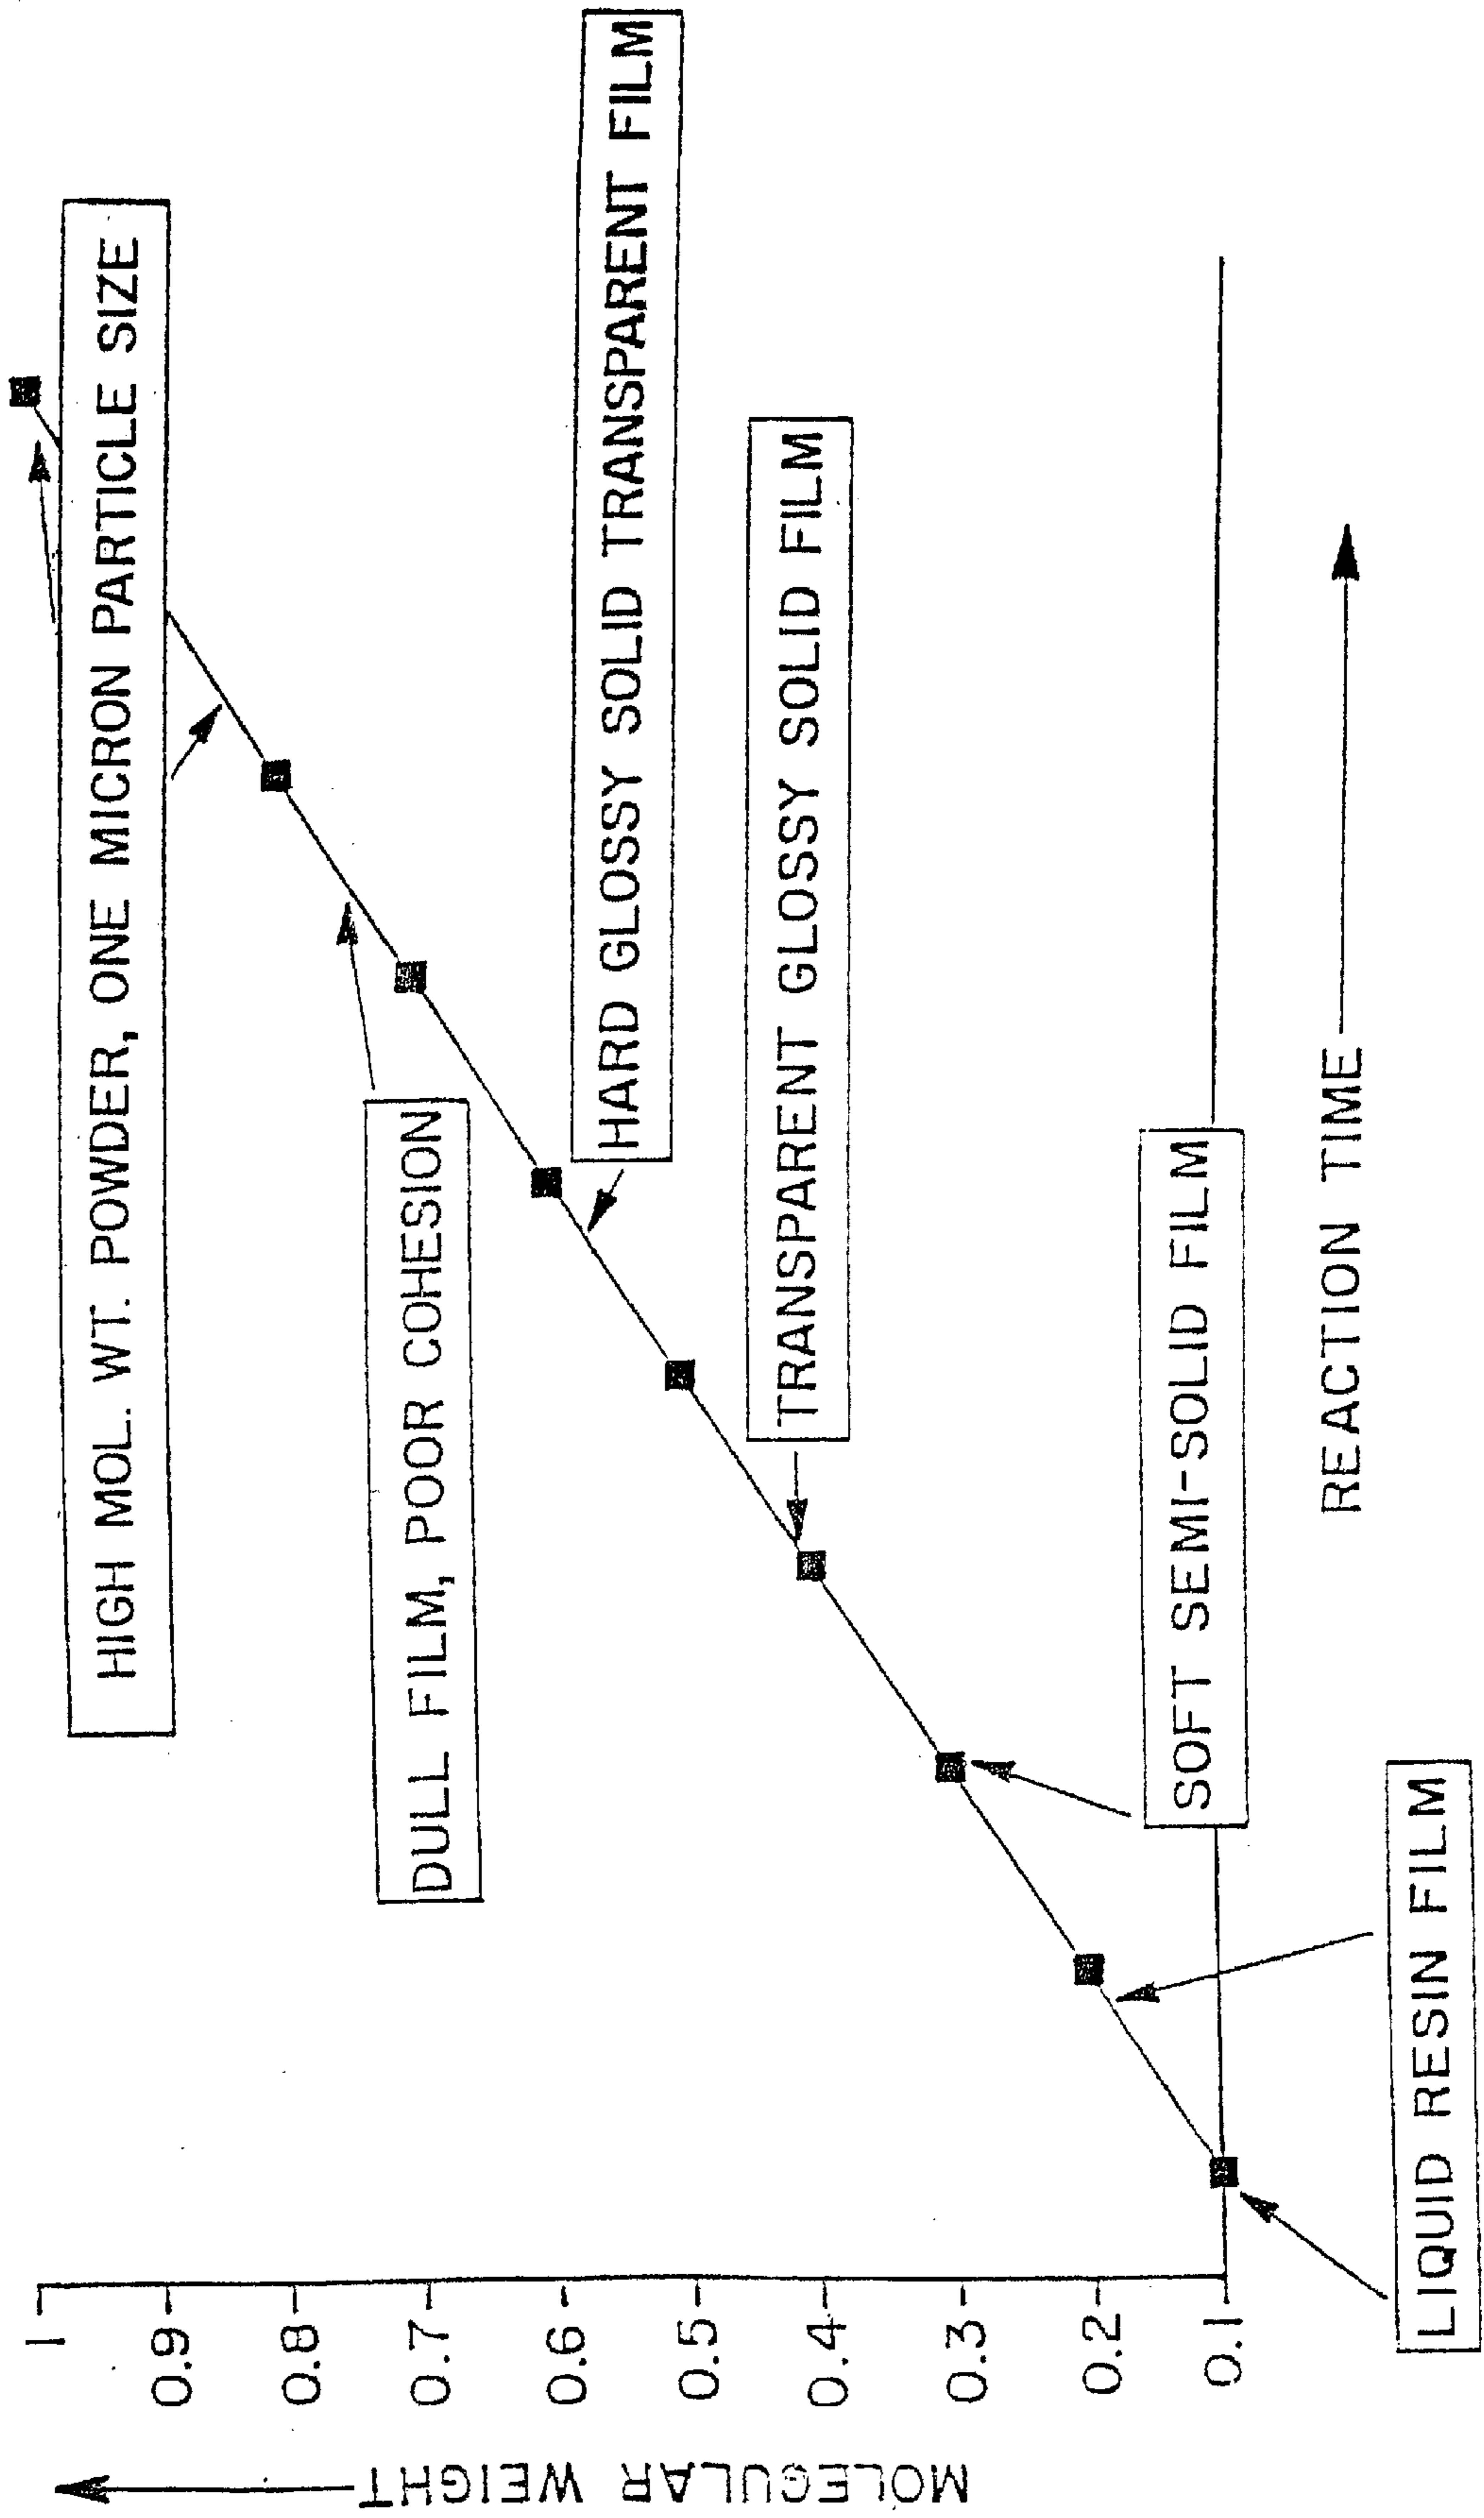 HIGH MOL. WT. POWDER, ONE MICRON PARTICLE SIZE
DULL FILM, POOR COHESION
HARD GLOSSY SOLID TRANSPARENT FILM
TRANSPARENT GLOSSY SOLID FILM
SOFT SEMI-SOLID FILM
LIQUID RESIN FILM
MOLECULAR WEIGHT
1
0.9
0.8
0.7
0.6
0.5
0.4
0.3
0.2
0.1
REACTION TIME